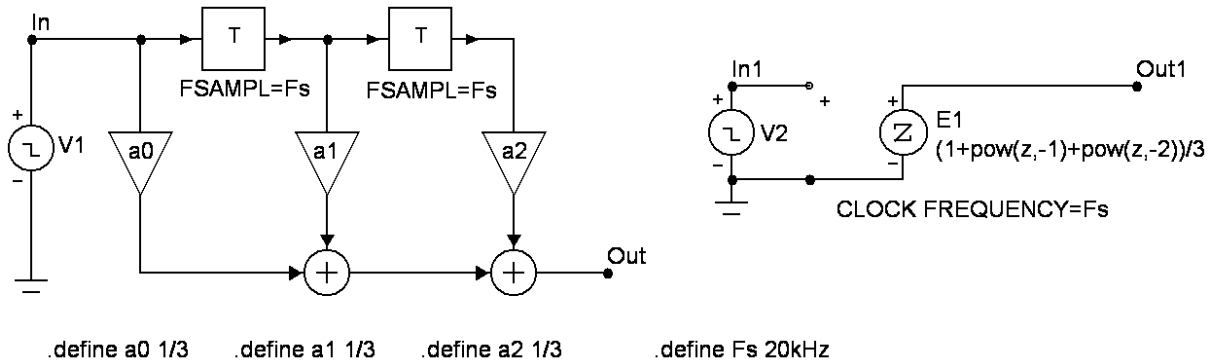 In
T
T
FSAMPL=Fs
FSAMPL=Fs
+
V1
−
a0
a1
a2
+
+
Out
In1
+
V2
−
+
+
E1
Z
−
(1+pow(z,-1)+pow(z,-2))/3
Out1
CLOCK FREQUENCY=Fs
.define a0 1/3
.define a1 1/3
.define a2 1/3
.define Fs 20kHz